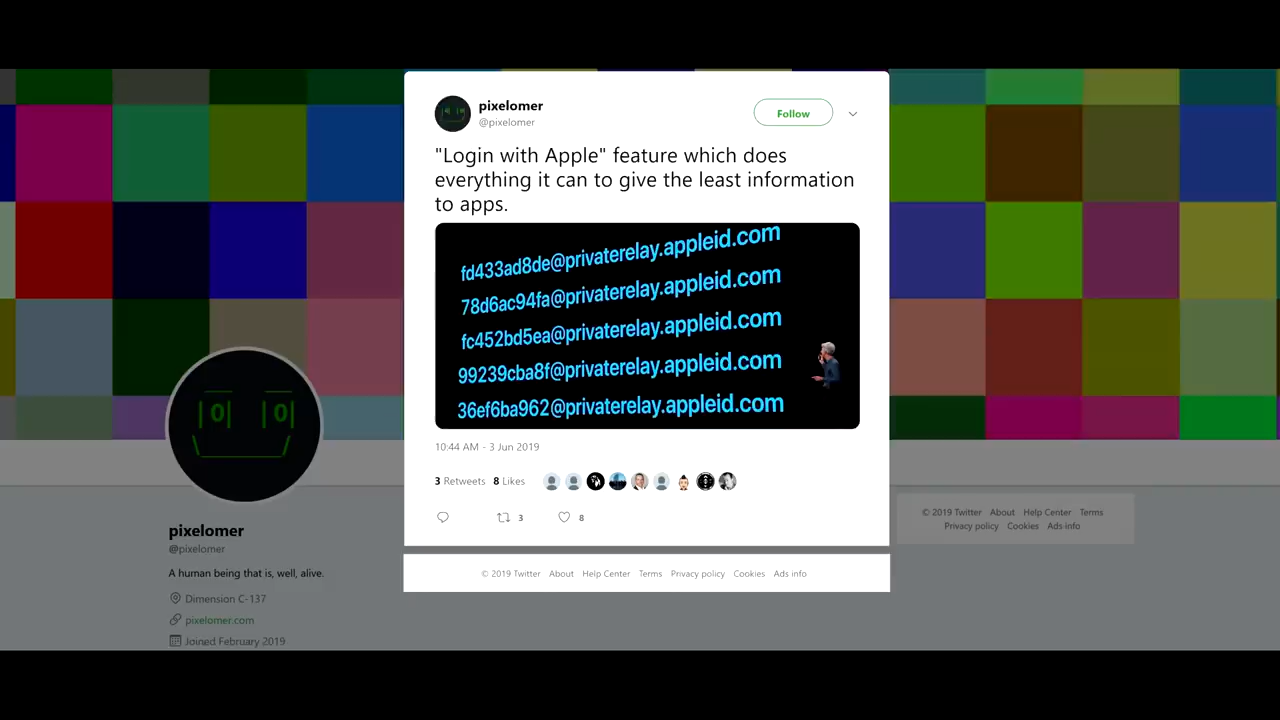 pixelomer
@pixelomer
Follow
"Login with Apple" feature which does
everything it can to give the least information
to apps.
fd433ad8de@privaterelay.appleid.com
78d6ac94fa@privaterelay.appleid.com
fc452bd5ea@privaterelay.appleid.com
99239cba8f@privaterelay.appleid.com
36ef6ba962@privaterelay.appleid.com
10:44 AM - 3 Jun 2019
3 Retweets 8 Likes
3 8
© 2019 Twitter About Help Center Terms Privacy policy Cookies Ads info
pixelomer
@pixelomer
A human being that is, well, alive.
Dimension C-137
pixelomer.com
Joined February 2019
© 2019 Twitter About Help Center Terms
Privacy policy Cookies Ads info